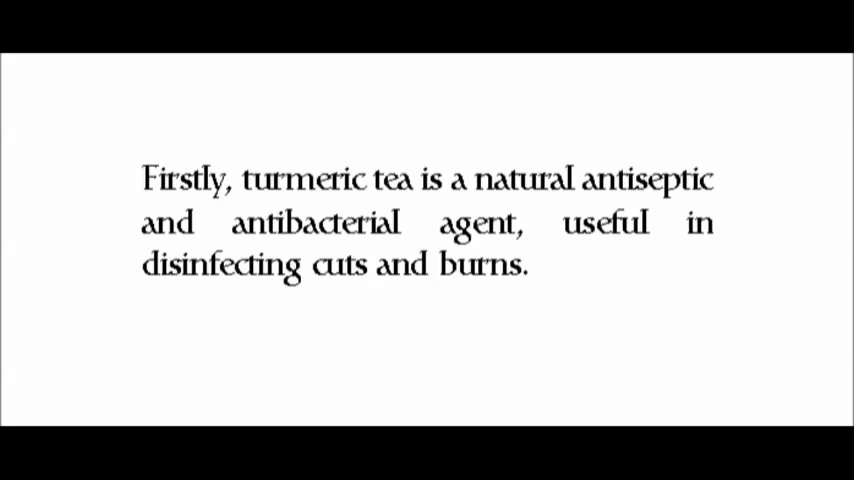 Firstly, turmeric tea is a natural antiseptic
and antibacterial agent, useful in
disinfecting cuts and burns.